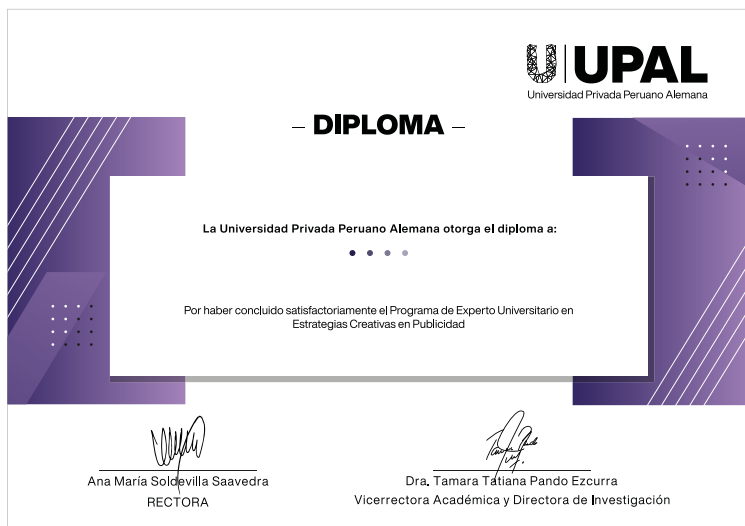 UPAL
Universidad Privada Peruano Alemana
– DIPLOMA –
La Universidad Privada Peruano Alemana otorga el diploma a:
Por haber concluido satisfactoriamente el Programa de Experto Universitario en
Estrategias Creativas en Publicidad
Ana María Soldevilla Saavedra
RECTORA
Dra. Tamara Tatiana Pando Ezcurra
Vicerrectora Académica y Directora de Investigación